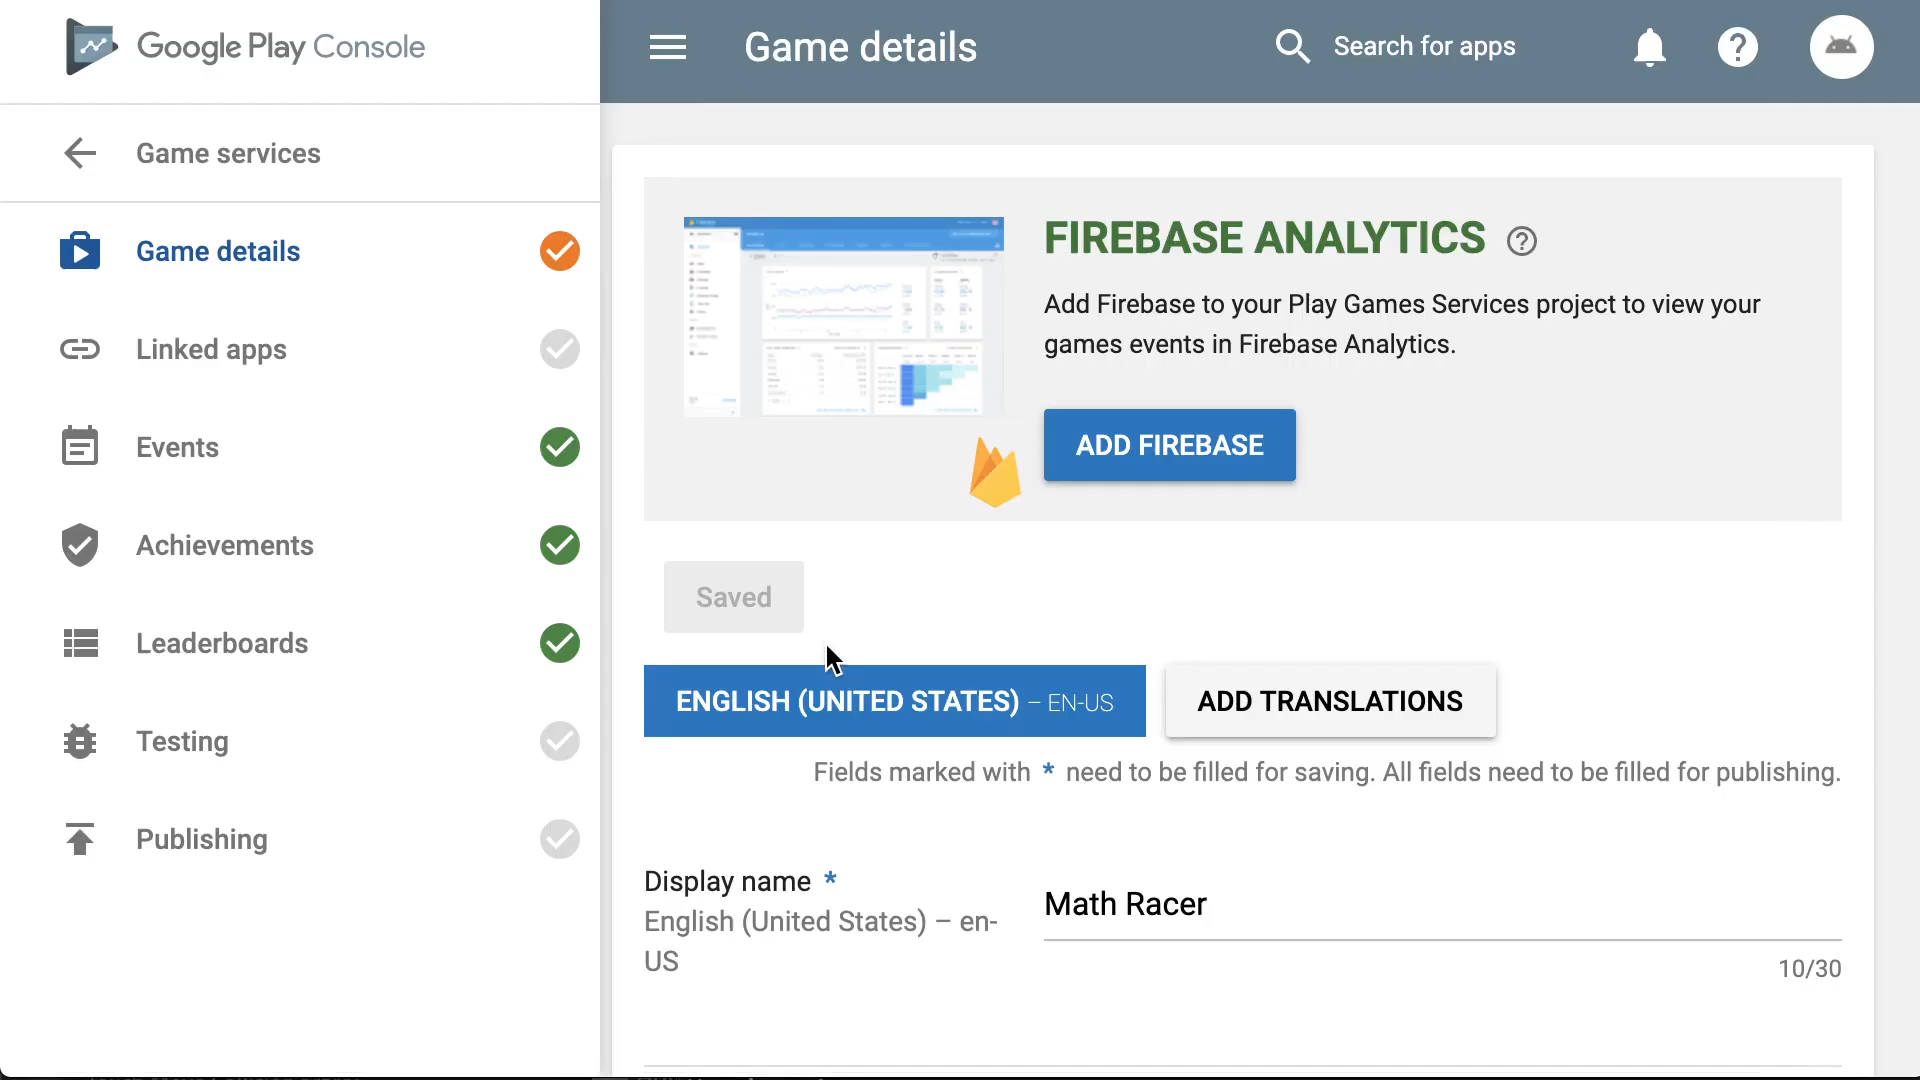 Google Play Console
Game details
Search for apps
Game services
Game details
Linked apps
Events
Achievements
Leaderboards
Testing
Publishing
FIREBASE ANALYTICS
Add Firebase to your Play Games Services project to view your
games events in Firebase Analytics.
ADD FIREBASE
Saved
ENGLISH (UNITED STATES) – EN-US
ADD TRANSLATIONS
Fields marked with * need to be filled for saving. All fields need to be filled for publishing.
Display name *
English (United States) – en-
US
Math Racer
10/30